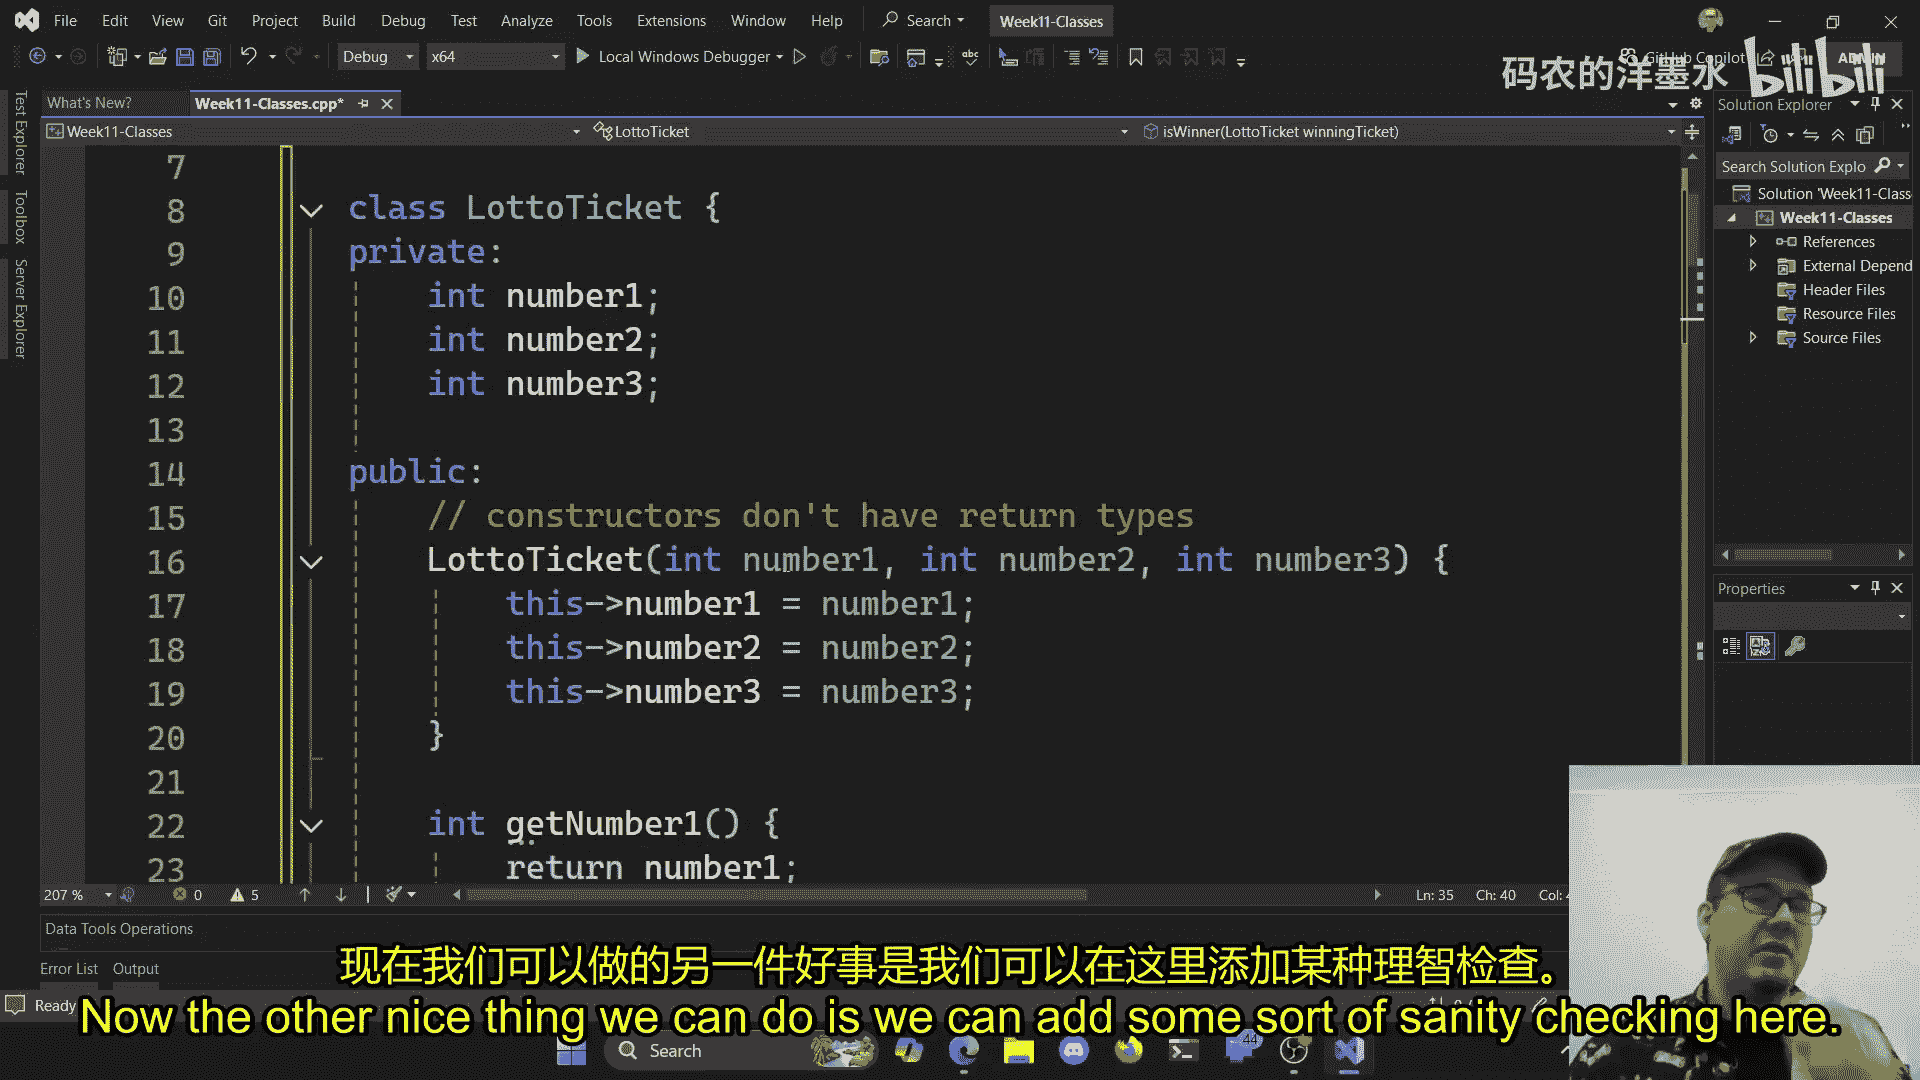 File Edit View Git Project Build Debug Test Analyze Tools Extensions Window Help Search Week11-Classes
Debug x64 Local Windows Debugger GitHub Copilot
码农的洋墨水 bilibili
What's New? Week11-Classes.cpp*
Week11-Classes LottoTicket isWinner(LottoTicket winningTicket)
Test Explorer
Toolbox
Server Explorer
7
8 class LottoTicket {
9 private:
10 int number1;
11 int number2;
12 int number3;
13
14 public:
15 // constructors don't have return types
16 LottoTicket(int number1, int number2, int number3) {
17 this->number1 = number1;
18 this->number2 = number2;
19 this->number3 = number3;
20 }
21
22 int getNumber1() {
23 return number1;
207 % 0 5 Ln: 35 Ch: 40 Col:
Solution Explorer
Search Solution Explo
Solution 'Week11-Class
Week11-Classes
References
External Depend
Header Files
Resource Files
Source Files
Properties
Data Tools Operations
Error List Output
Ready
现在我们可以做的另一件好事是我们可以在这里添加某种理智检查。
Now the other nice thing we can do is we can add some sort of sanity checking here.
Search
44